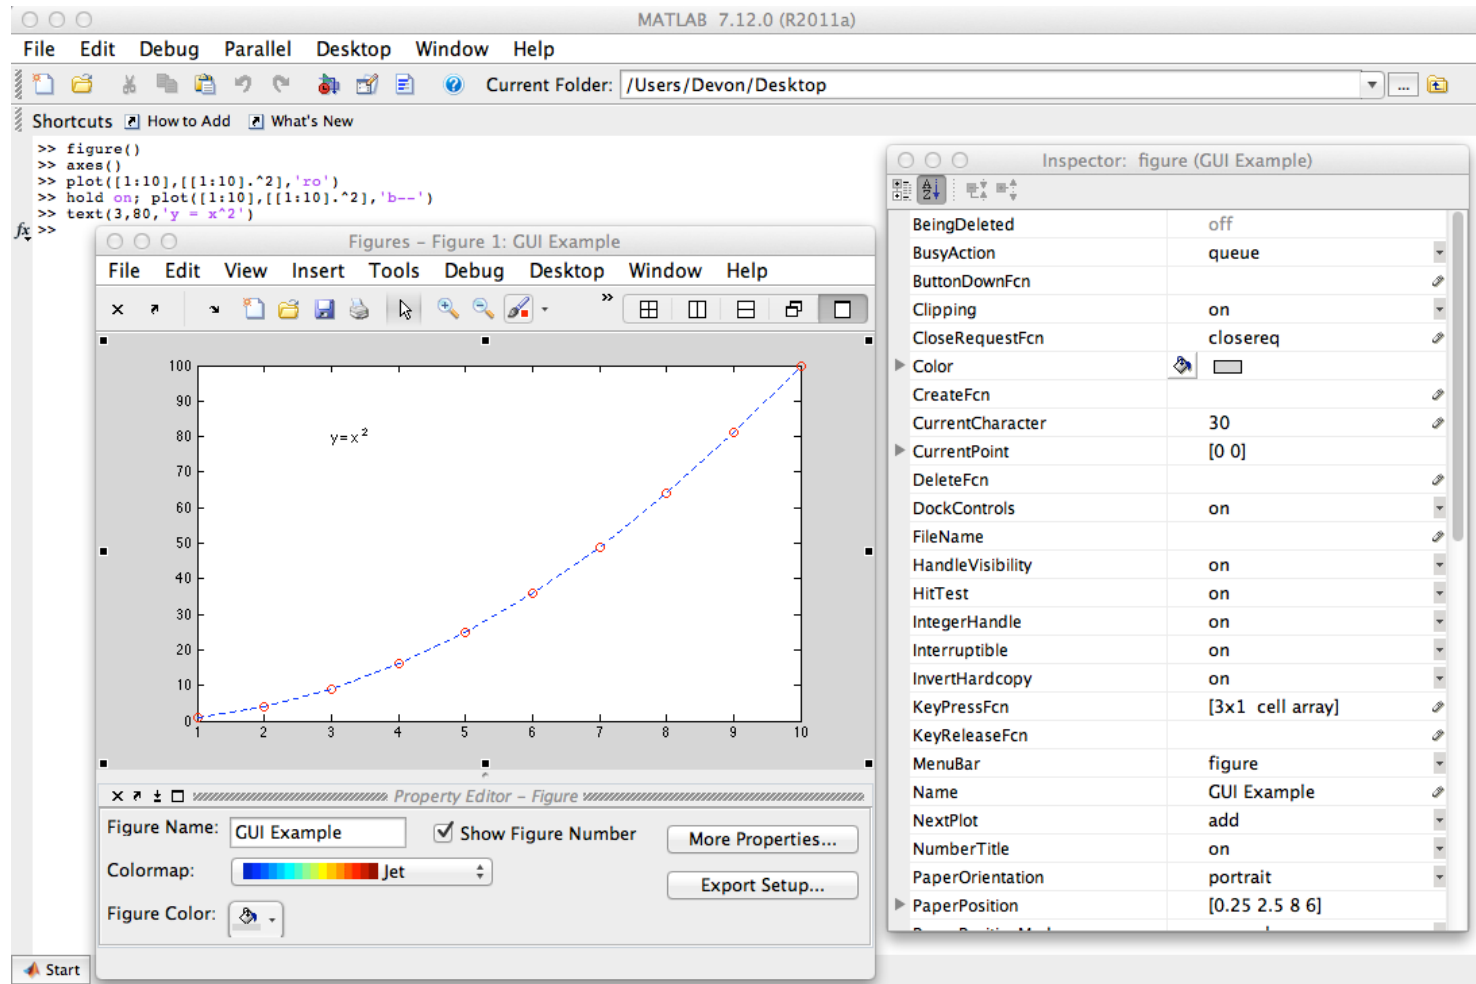 MATLAB 7.12.0 (R2011a)
File Edit Debug Parallel Desktop Window Help
Current Folder: /Users/Devon/Desktop ...
Shortcuts How to Add What's New
>> figure()
>> axes()
>> plot([1:10],[[1:10].^2],'ro')
>> hold on; plot([1:10],[[1:10].^2],'b--')
>> text(3,80,'y = x^2')
fx >>
Figures – Figure 1: GUI Example
File Edit View Insert Tools Debug Desktop Window Help
»
100
90
80
70
60
50
40
30
20
10
0
y=x²
1 2 3 4 5 6 7 8 9 10
Property Editor – Figure
Figure Name: GUI Example Show Figure Number More Properties...
Colormap: Jet Export Setup...
Figure Color:
Inspector: figure (GUI Example)
BeingDeleted off
BusyAction queue
ButtonDownFcn
Clipping on
CloseRequestFcn closereq
Color
CreateFcn
CurrentCharacter 30
CurrentPoint [0 0]
DeleteFcn
DockControls on
FileName
HandleVisibility on
HitTest on
IntegerHandle on
Interruptible on
InvertHardcopy on
KeyPressFcn [3x1 cell array]
KeyReleaseFcn
MenuBar figure
Name GUI Example
NextPlot add
NumberTitle on
PaperOrientation portrait
PaperPosition [0.25 2.5 8 6]
Start